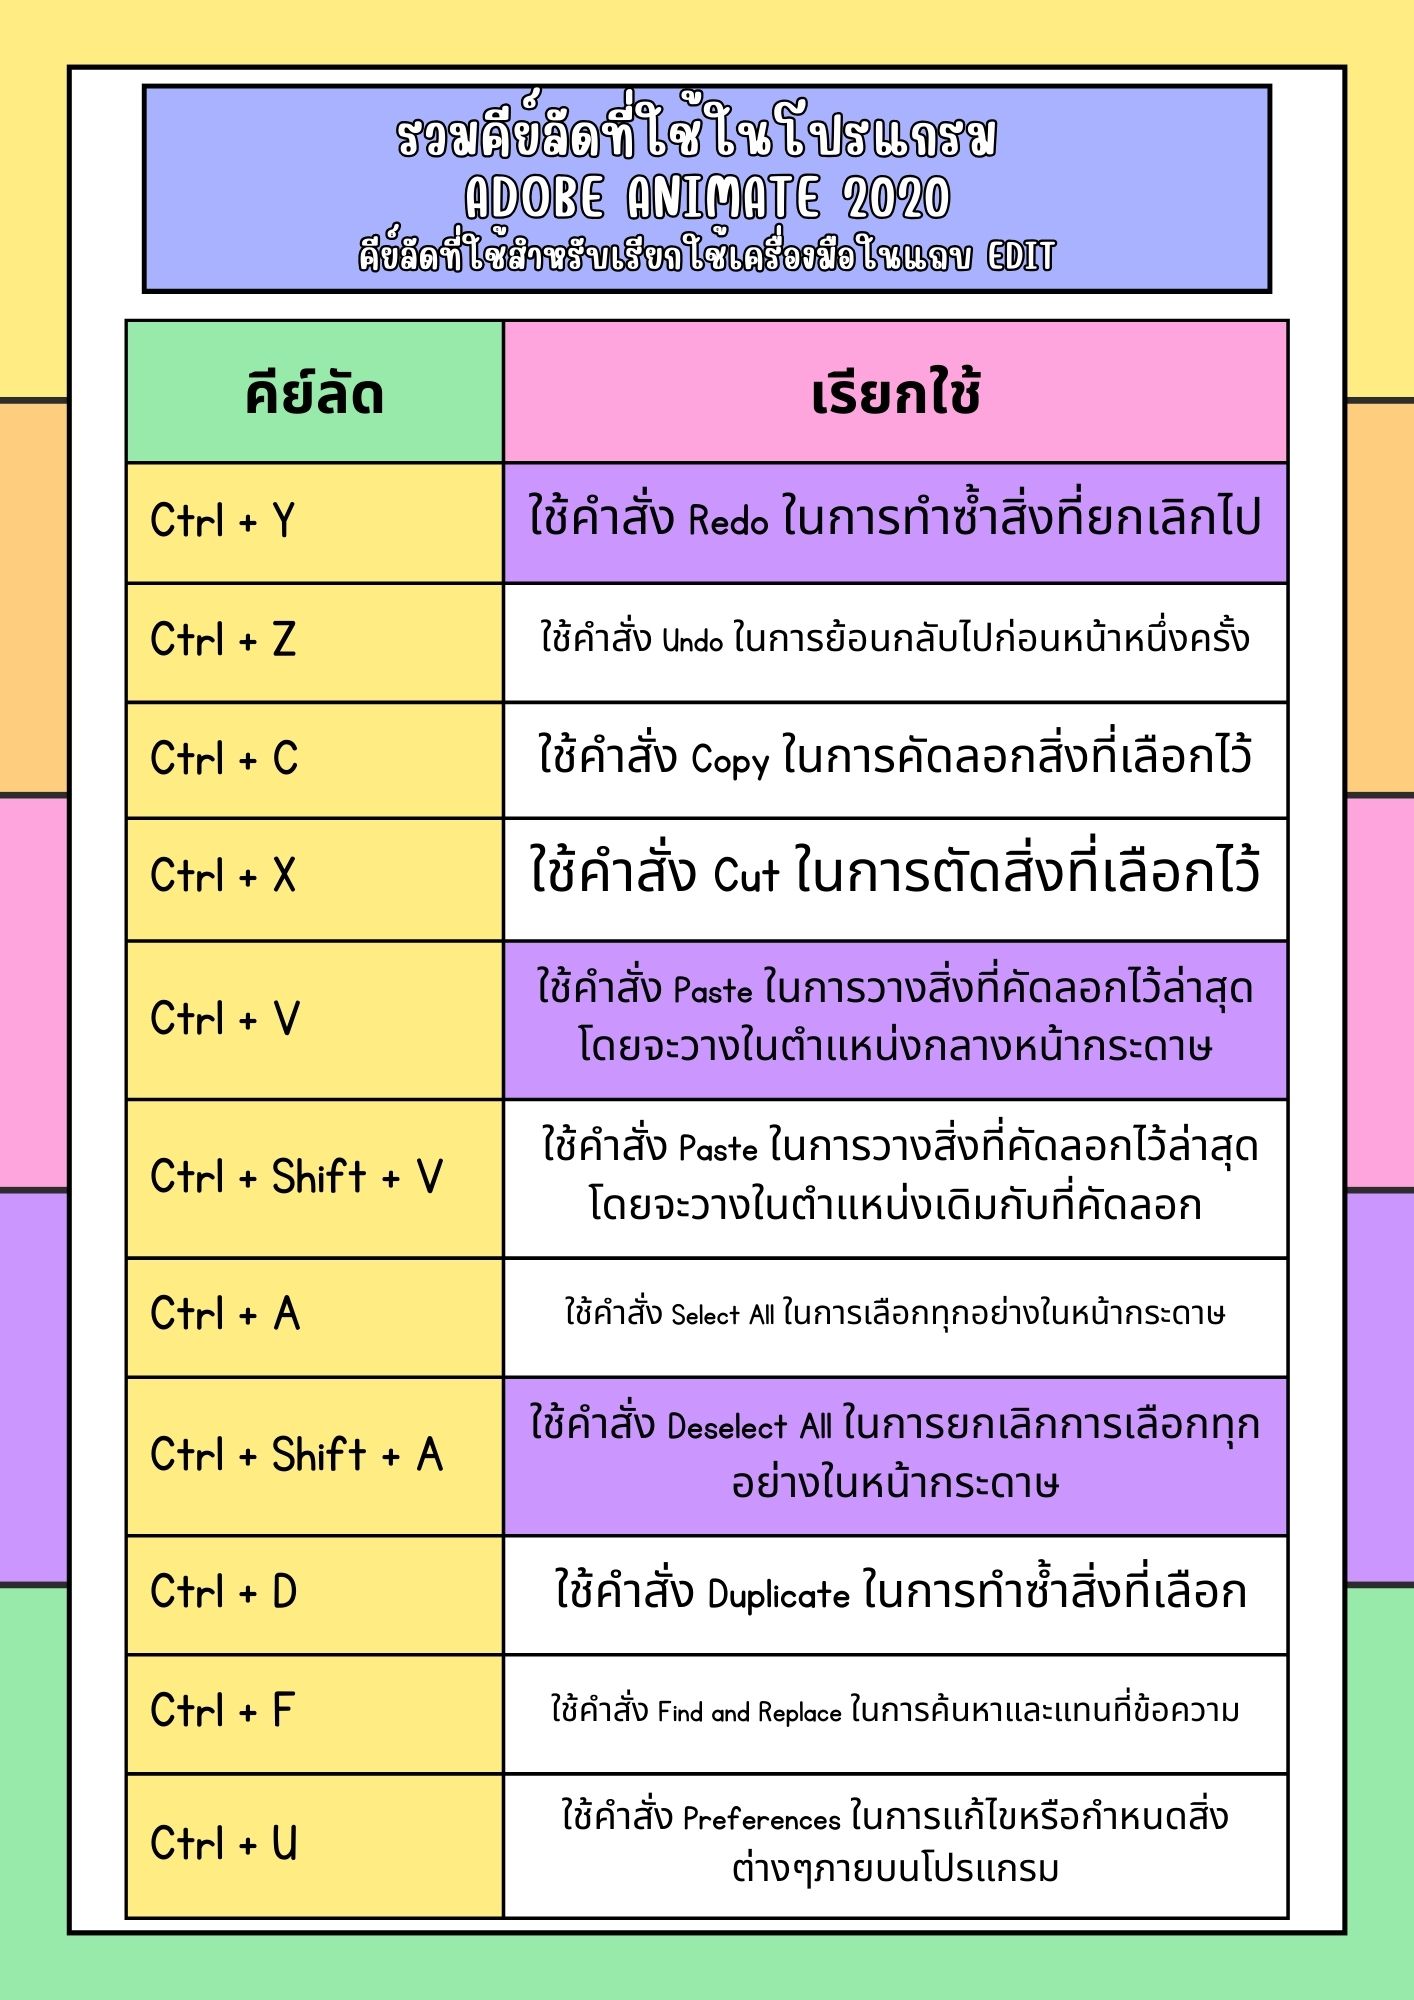 รวมคีย์ลัดที่ใช้ในโปรแกรม
ADOBE ANIMATE 2020
คีย์ลัดที่ใช้สำหรับเรียกใช้เครื่องมือในแถบ EDIT
คีย์ลัด เรียกใช้
Ctrl + Y ใช้คำสั่ง Redo ในการทำซ้ำสิ่งที่ยกเลิกไป
Ctrl + Z ใช้คำสั่ง Undo ในการย้อนกลับไปก่อนหน้าหนึ่งครั้ง
Ctrl + C ใช้คำสั่ง Copy ในการคัดลอกสิ่งที่เลือกไว้
Ctrl + X ใช้คำสั่ง Cut ในการตัดสิ่งที่เลือกไว้
Ctrl + V ใช้คำสั่ง Paste ในการวางสิ่งที่คัดลอกไว้ล่าสุด
โดยจะวางในตำแหน่งกลางหน้ากระดาษ
Ctrl + Shift + V ใช้คำสั่ง Paste ในการวางสิ่งที่คัดลอกไว้ล่าสุด
โดยจะวางในตำแหน่งเดิมกับที่คัดลอก
Ctrl + A ใช้คำสั่ง Select All ในการเลือกทุกอย่างในหน้ากระดาษ
Ctrl + Shift + A ใช้คำสั่ง Deselect All ในการยกเลิกการเลือกทุก
อย่างในหน้ากระดาษ
Ctrl + D ใช้คำสั่ง Duplicate ในการทำซ้ำสิ่งที่เลือก
Ctrl + F ใช้คำสั่ง Find and Replace ในการค้นหาและแทนที่ข้อความ
Ctrl + U ใช้คำสั่ง Preferences ในการแก้ไขหรือกำหนดสิ่ง
ต่างๆภายบนโปรแกรม